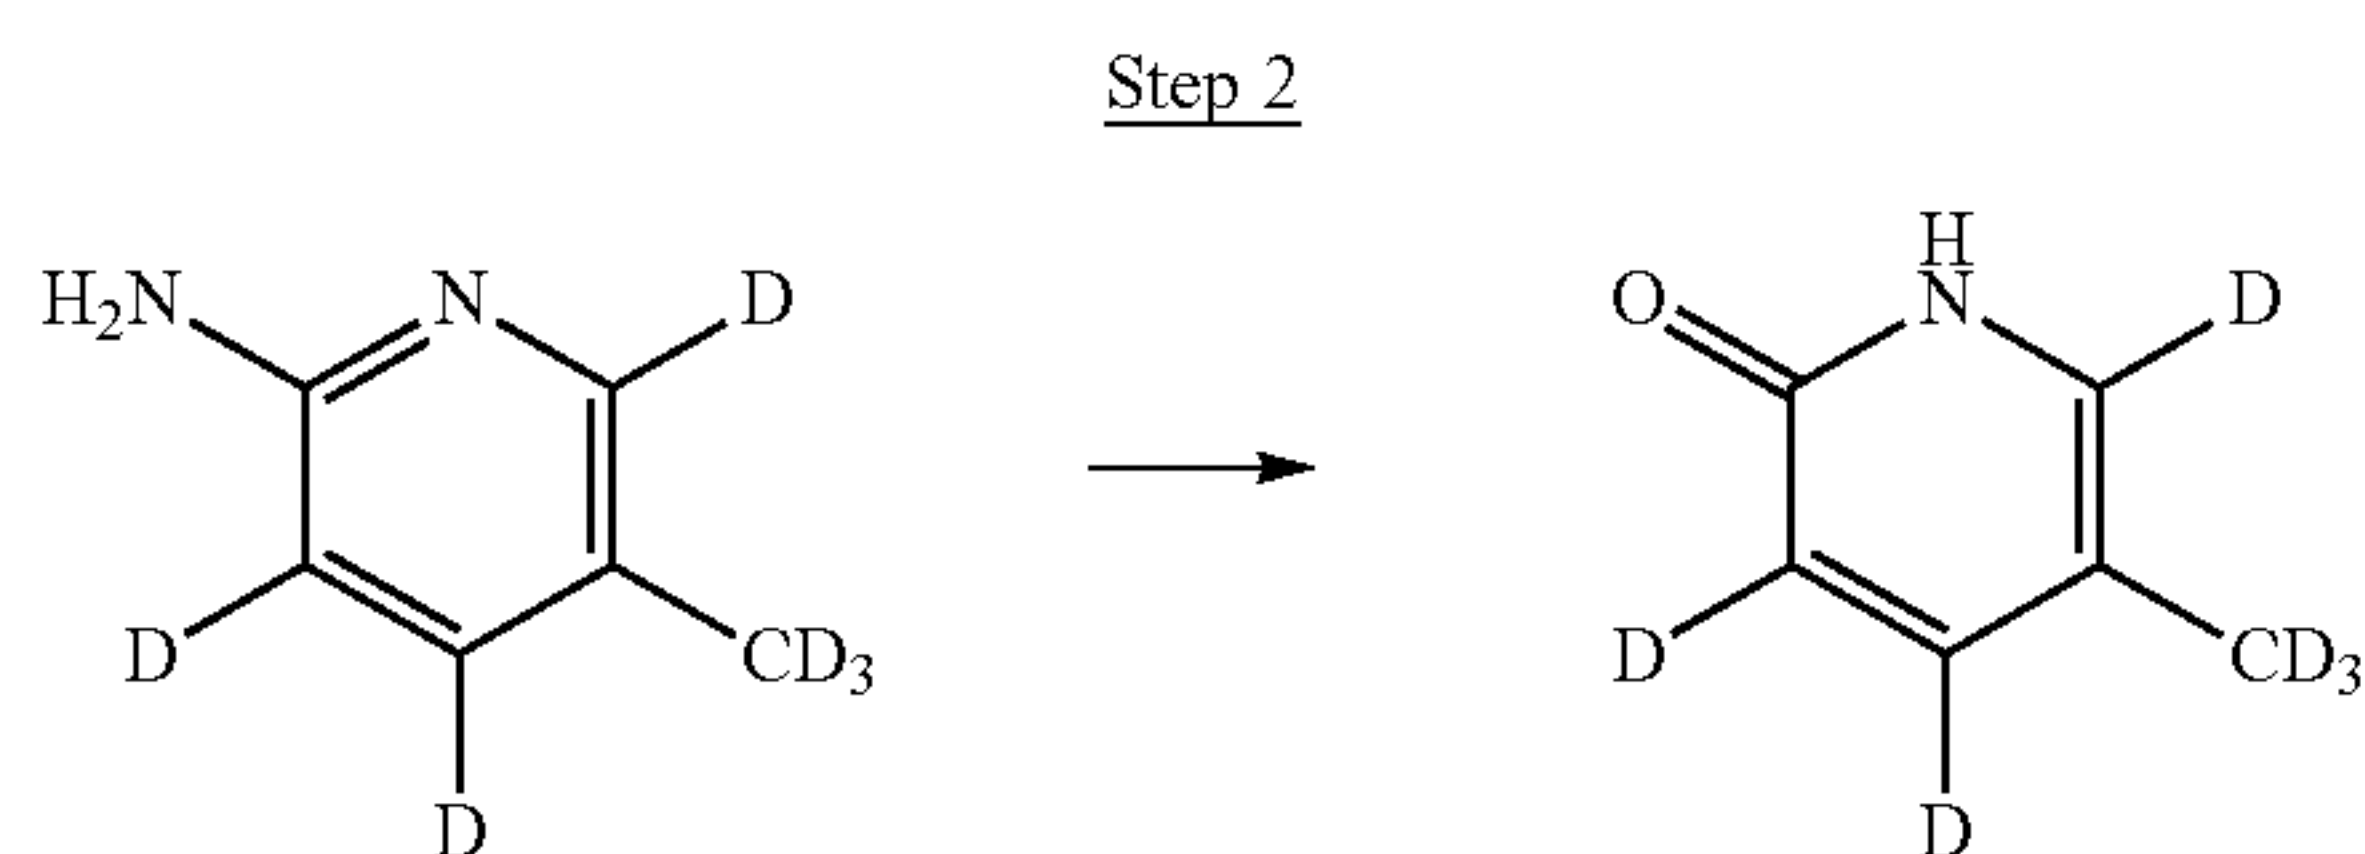 Step 2
H₂N N D
D CD₃
D
O H
N D
D CD₃
D